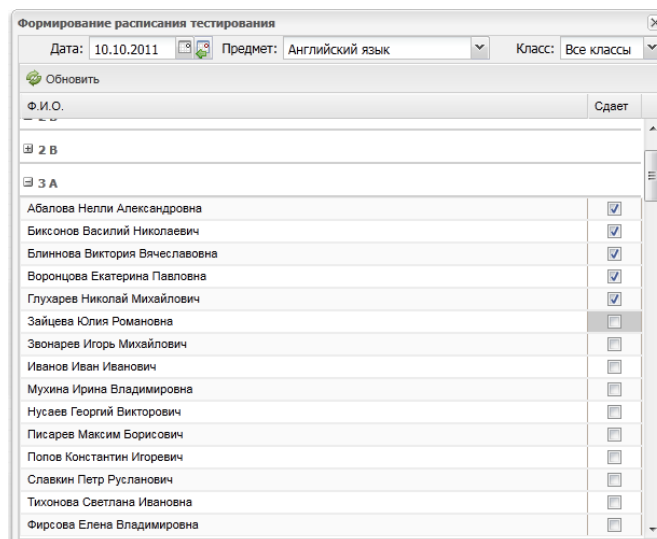 Формирование расписания тестирования
Дата: 10.10.2011 Предмет: Английский язык Класс: Все классы
Обновить
Ф.И.О. Сдает
2 В
3 А
Абалова Нелли Александровна
Биксонов Василий Николаевич
Блиннова Виктория Вячеславовна
Воронцова Екатерина Павловна
Глухарев Николай Михайлович
Зайцева Юлия Романовна
Звонарев Игорь Михайлович
Иванов Иван Иванович
Мухина Ирина Владимировна
Нусаев Георгий Викторович
Писарев Максим Борисович
Попов Константин Игоревич
Славкин Петр Русланович
Тихонова Светлана Ивановна
Фирсова Елена Владимировна